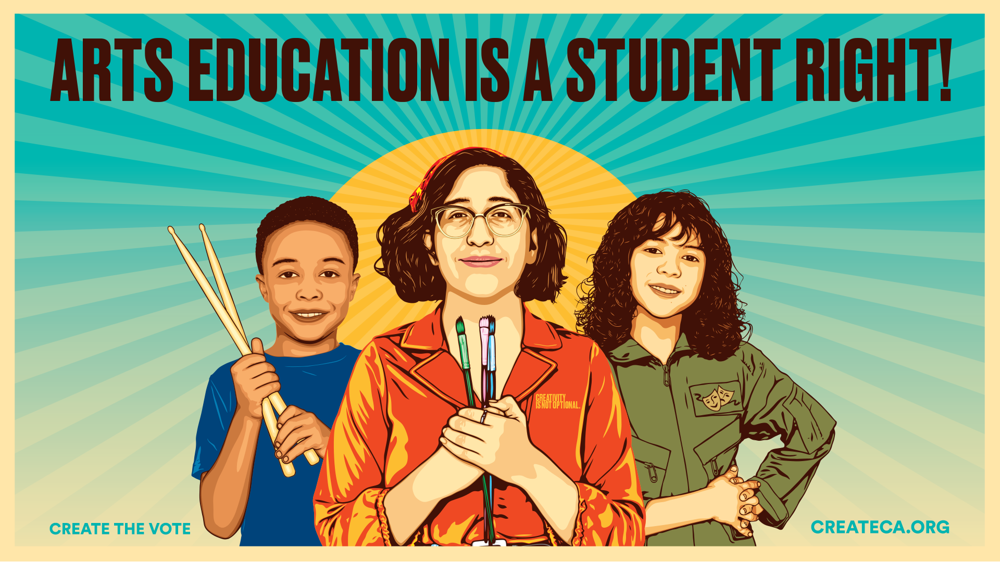 ARTS EDUCATION IS A STUDENT RIGHT!
CREATIVITY
IS NOT OPTIONAL.
CREATE THE VOTE
CREATECA.ORG